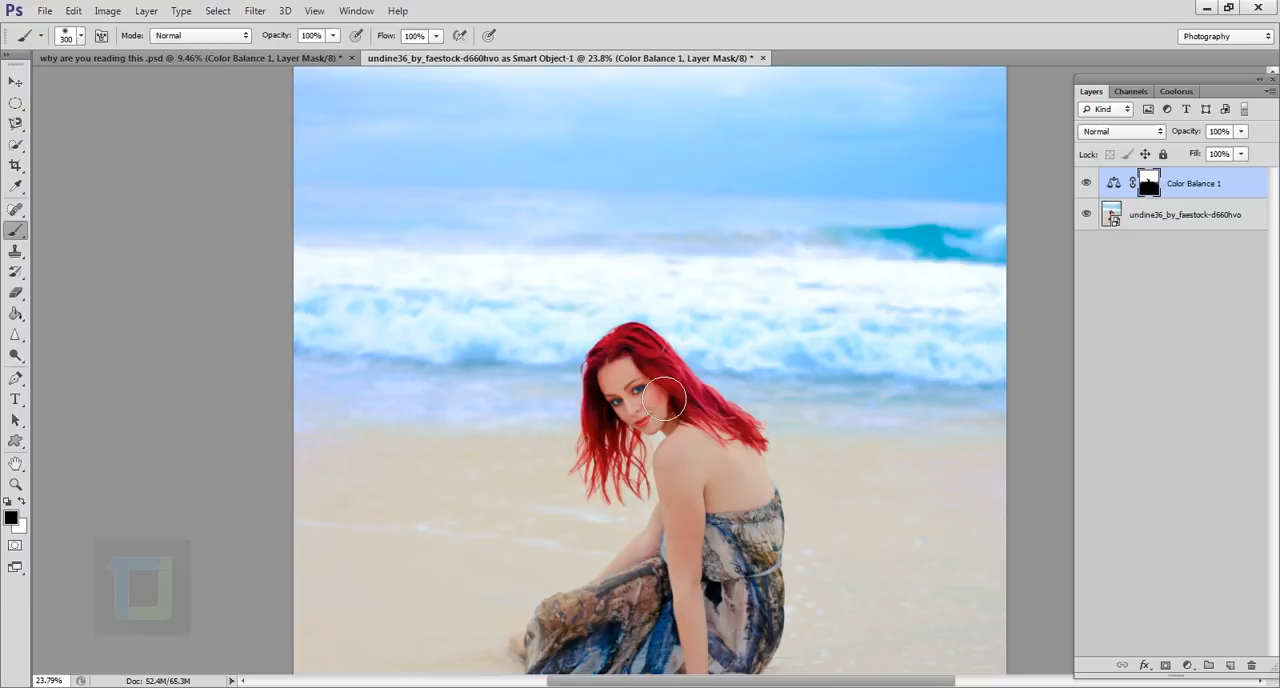 Ps File Edit Image Layer Type Select Filter 3D View Window Help
300 Mode: Normal Opacity: 100% Flow: 100% Photography
why are you reading this .psd @ 9.46% (Color Balance 1, Layer Mask/8) * × undine36_by_faestock-d660hvo as Smart Object-1 @ 23.8% (Color Balance 1, Layer Mask/8) * ×
Layers Channels Coolorus
Kind
Normal Opacity: 100%
Lock: Fill: 100%
Color Balance 1
undine36_by_faestock-d660hvo
23.79% Doc: 52.4M/65.3M